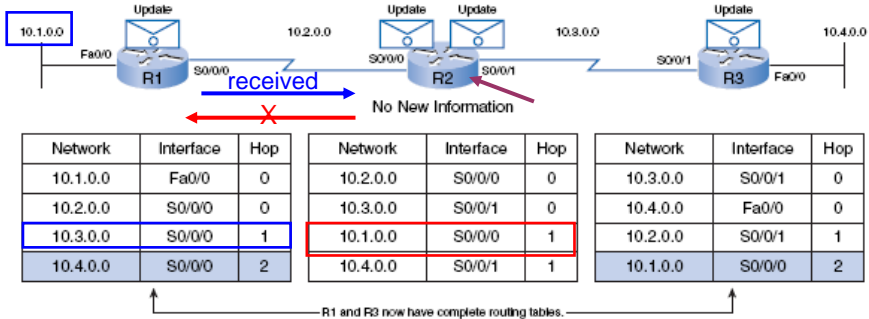 Update Update Update Update
10.1.0.0 10.2.0.0 10.3.0.0 10.4.0.0
Fa0/0 S0/0/0 S0/0/1
R1 S0/0/0 R2 S0/0/1 R3 Fa0/0
received
X No New Information
Network Interface Hop Network Interface Hop Network Interface Hop
10.1.0.0 Fa0/0 0 10.2.0.0 S0/0/0 0 10.3.0.0 S0/0/1 0
10.2.0.0 S0/0/0 0 10.3.0.0 S0/0/1 0 10.4.0.0 Fa0/0 0
10.3.0.0 S0/0/0 1 10.1.0.0 S0/0/0 1 10.2.0.0 S0/0/1 1
10.4.0.0 S0/0/0 2 10.4.0.0 S0/0/1 1 10.1.0.0 S0/0/0 2
R1 and R3 now have complete routing tables.